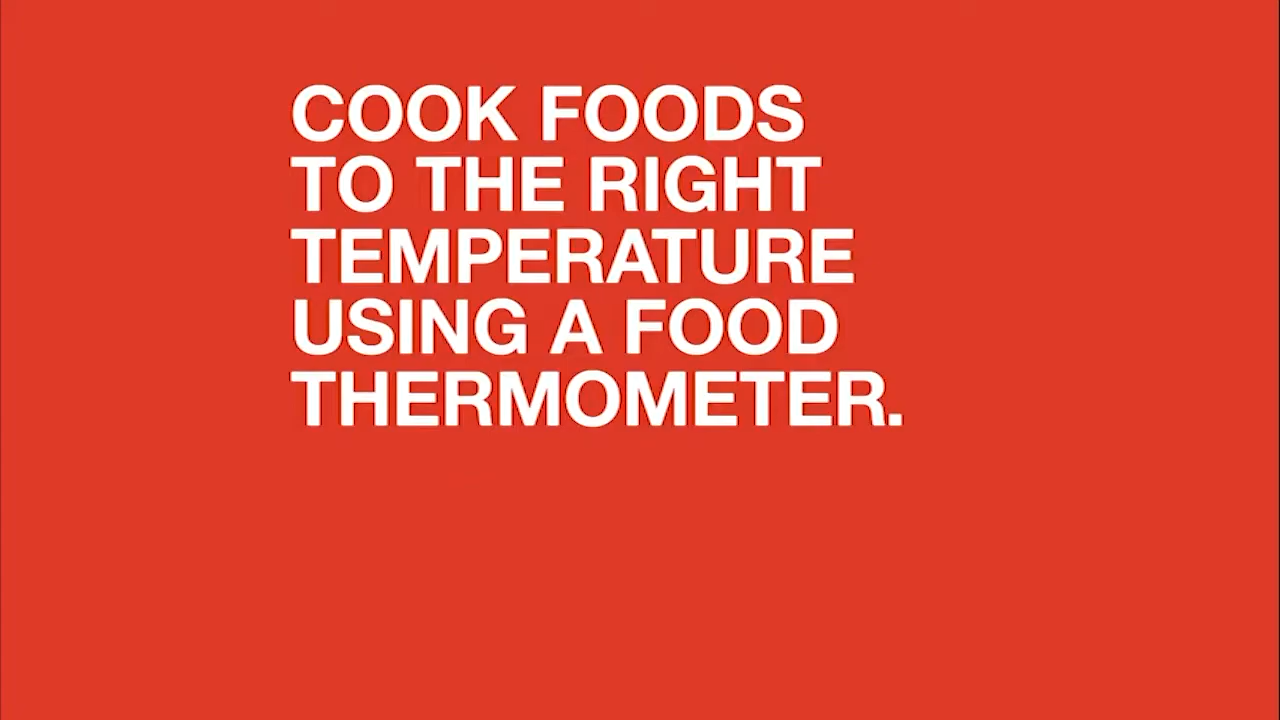 COOK FOODS
TO THE RIGHT
TEMPERATURE
USING A FOOD
THERMOMETER.